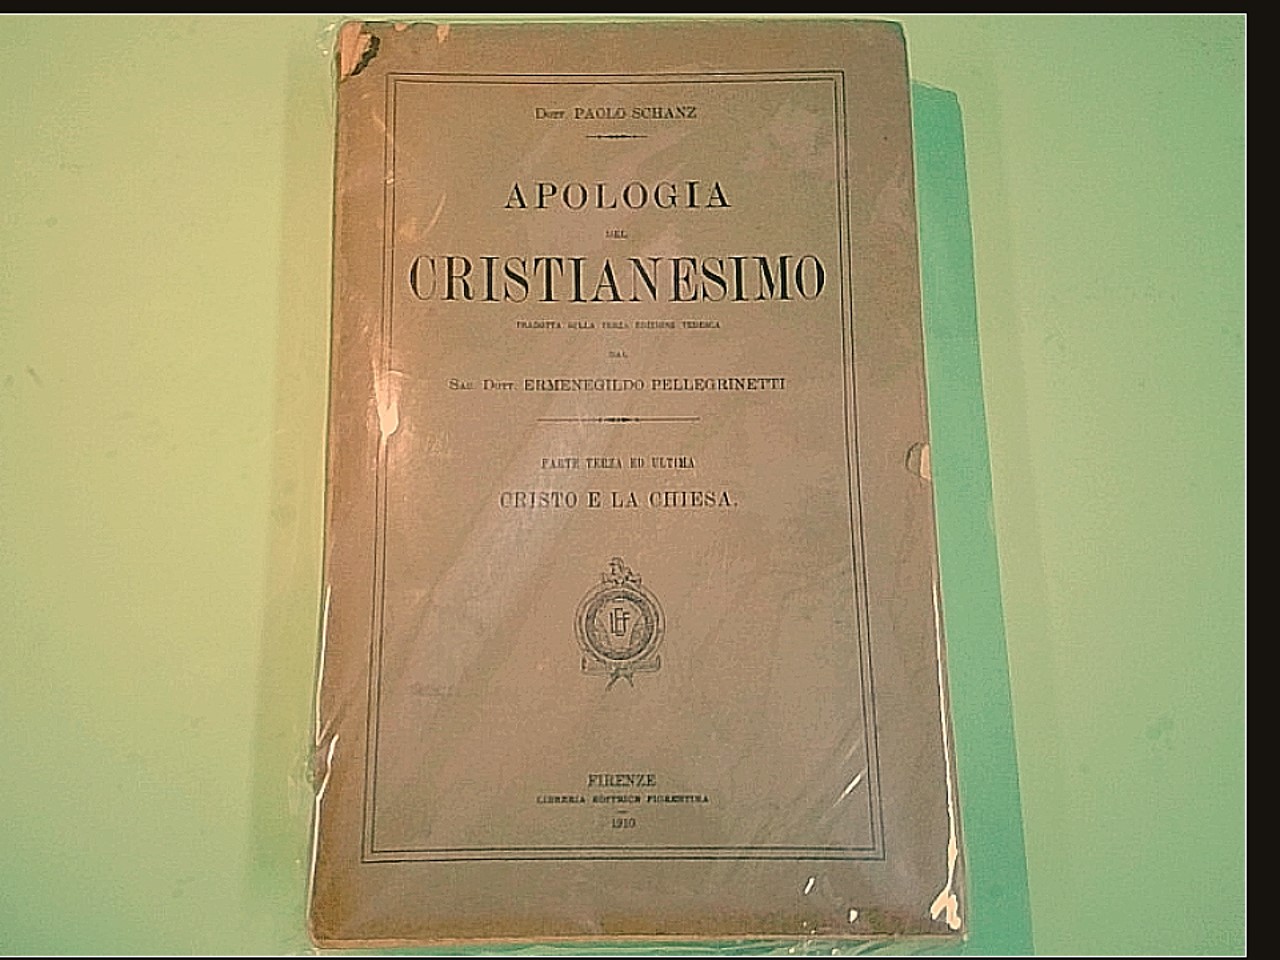 Dott. PAOLO SCHANZ
APOLOGIA
DEL
CRISTIANESIMO
TRADOTTA SULLA TERZA EDIZIONE TEDESCA
DAL
Sac. Dott. ERMENEGILDO PELLEGRINETTI
PARTE TERZA ED ULTIMA
CRISTO E LA CHIESA.
LEF
FIRENZE
LIBRERIA EDITRICE FIORENTINA
1910